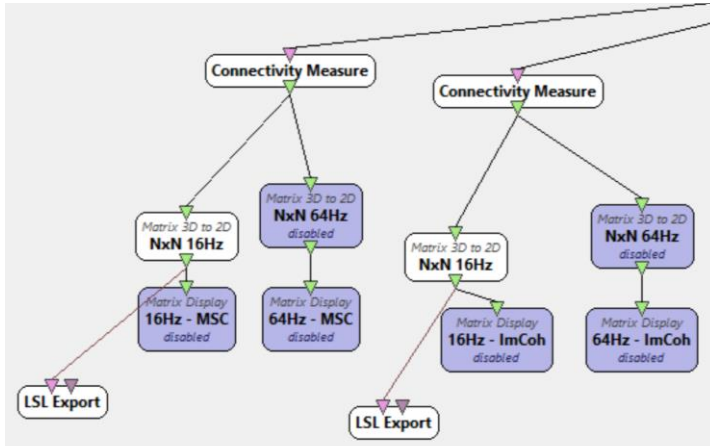 Connectivity Measure
Connectivity Measure
Matrix 3D to 2D
NxN 16Hz
Matrix 3D to 2D
NxN 64Hz
disabled
Matrix Display
16Hz - MSC
disabled
Matrix Display
64Hz - MSC
disabled
LSL Export
Matrix 3D to 2D
NxN 16Hz
Matrix 3D to 2D
NxN 64Hz
disabled
Matrix Display
16Hz - ImCoh
disabled
Matrix Display
64Hz - ImCoh
disabled
LSL Export